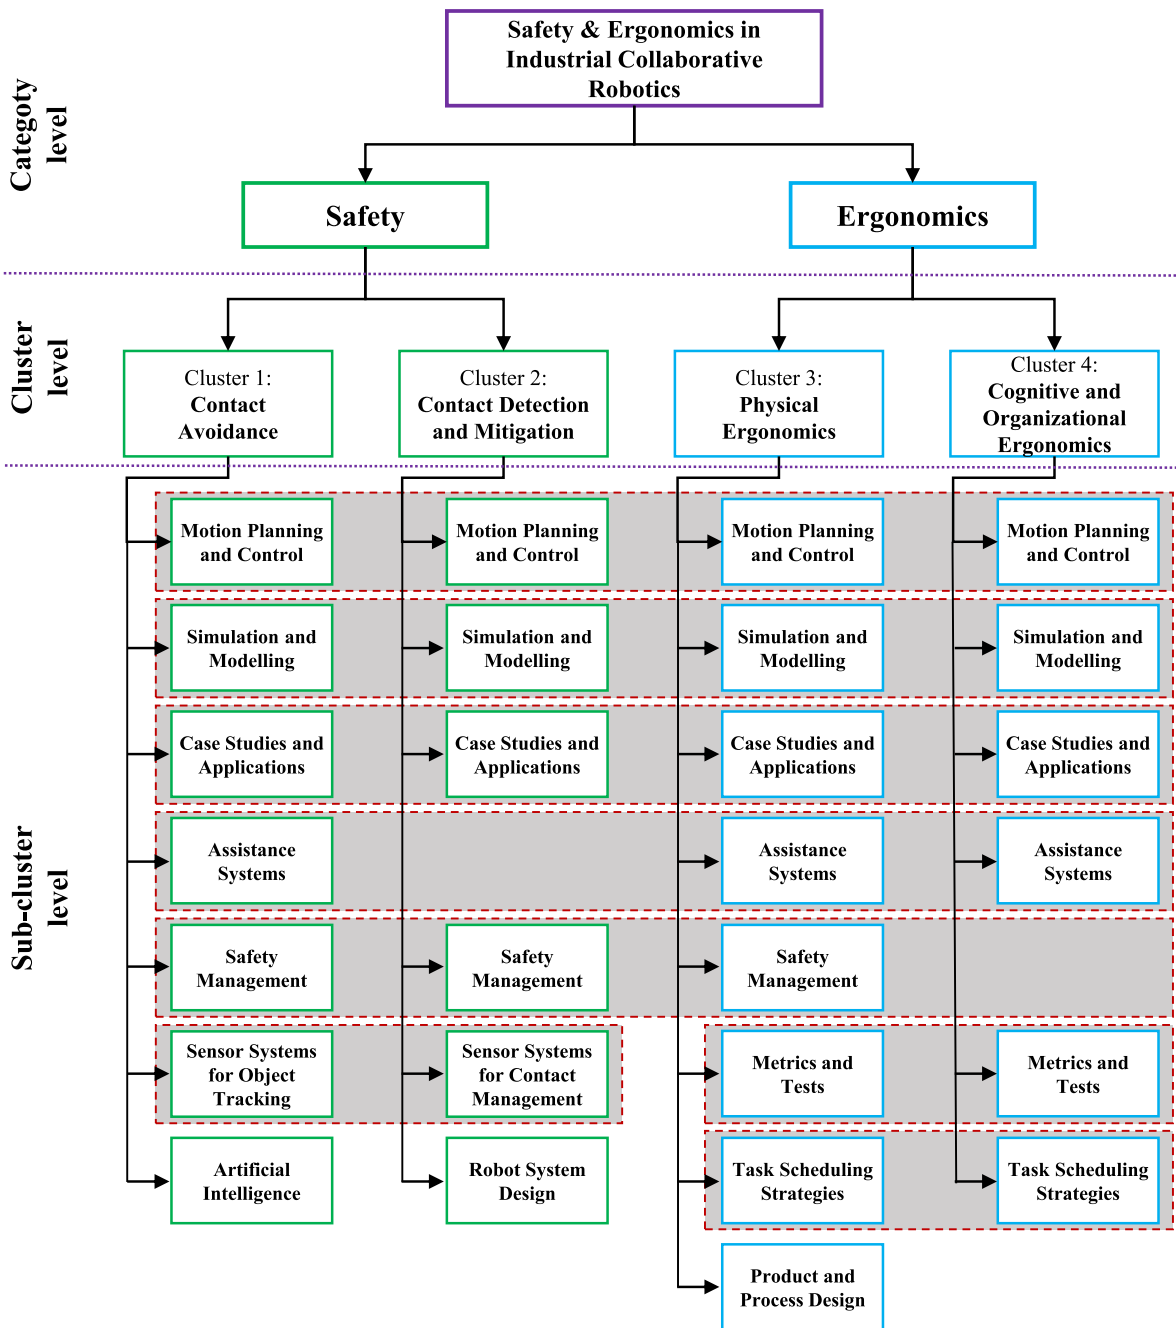 Safety & Ergonomics in
Industrial Collaborative
Robotics
Categoty
level
Safety
Ergonomics
Cluster
level
Cluster 1:
Contact
Avoidance
Cluster 2:
Contact Detection
and Mitigation
Cluster 3:
Physical
Ergonomics
Cluster 4:
Cognitive and
Organizational
Ergonomics
Sub-cluster
level
Motion Planning
and Control
Motion Planning
and Control
Motion Planning
and Control
Motion Planning
and Control
Simulation and
Modelling
Simulation and
Modelling
Simulation and
Modelling
Simulation and
Modelling
Case Studies and
Applications
Case Studies and
Applications
Case Studies and
Applications
Case Studies and
Applications
Assistance
Systems
Assistance
Systems
Assistance
Systems
Safety
Management
Safety
Management
Safety
Management
Sensor Systems
for Object
Tracking
Sensor Systems
for Contact
Management
Metrics and
Tests
Metrics and
Tests
Artificial
Intelligence
Robot System
Design
Task Scheduling
Strategies
Task Scheduling
Strategies
Product and
Process Design